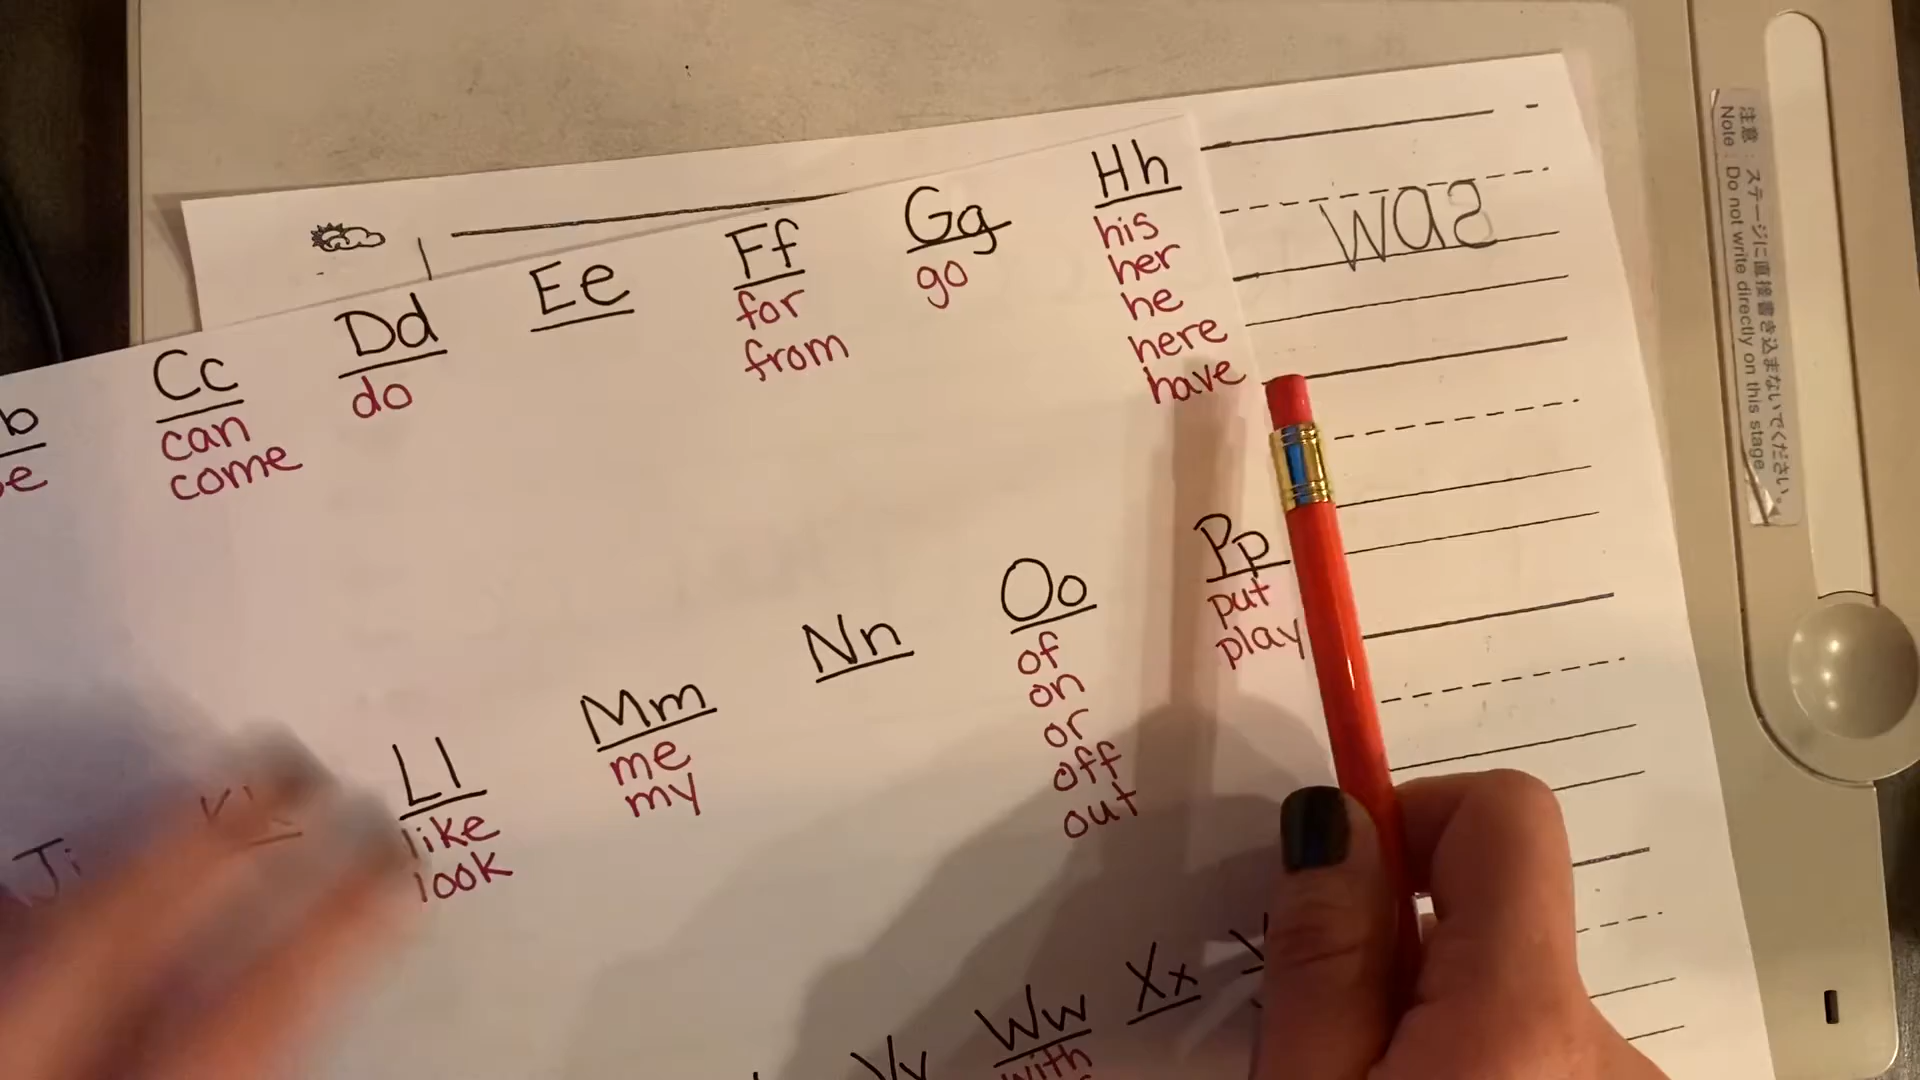 Cc
can
come
Dd
do
Ee
Ff
for
from
Gg
go
Hh
his
her
he
here
have
was
Ll
like
look
Mm
me
my
Nn
Oo
of
on
or
off
out
Pp
put
play
Vv
Ww
with
Xx
注意：ステージに直接書き込まないでください。
Note : Do not write directly on this stage